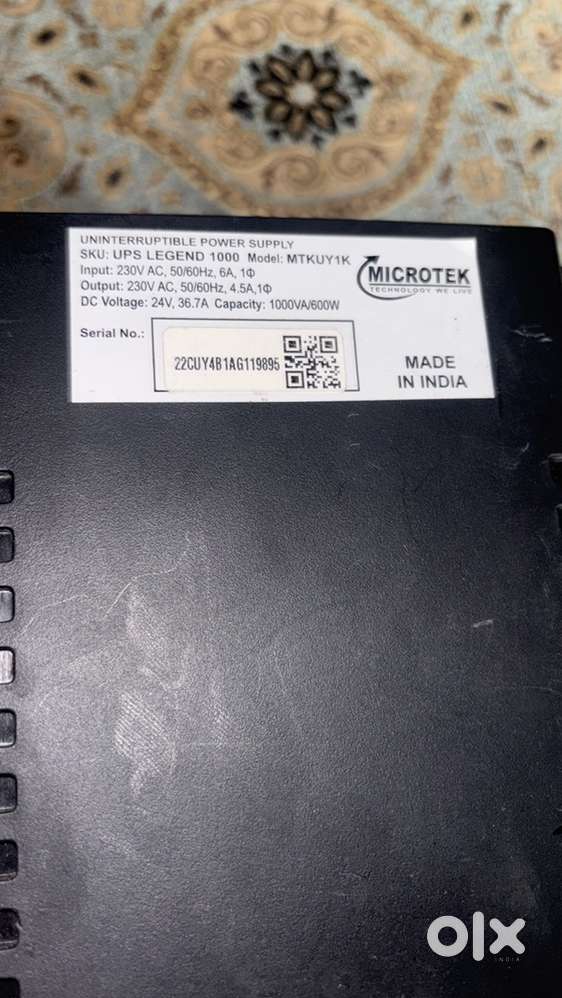 UNINTERRUPTIBLE POWER SUPPLY
SKU: UPS LEGEND 1000 Model: MTKUY1K
Input: 230V AC, 50/60Hz, 6A, 1Φ
Output: 230V AC, 50/60Hz, 4.5A,1Φ
DC Voltage: 24V, 36.7A Capacity: 1000VA/600W
MICROTEK
TECHNOLOGY WE LIVE
Serial No.:
22CUY4B1AG119895
MADE
IN INDIA
olx
INDIA